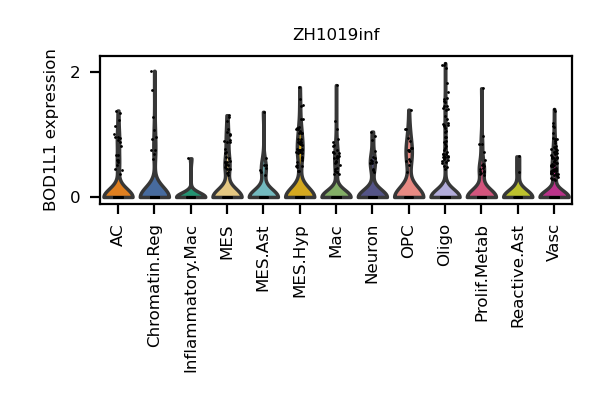 ZH1019inf
BOD1L1 expression
2
0
AC
Chromatin.Reg
Inflammatory.Mac
MES
MES.Ast
MES.Hyp
Mac
Neuron
OPC
Oligo
Prolif.Metab
Reactive.Ast
Vasc